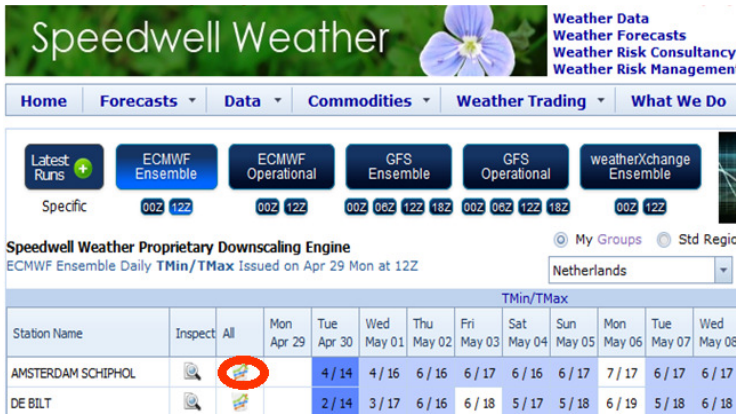 Speedwell Weather
Weather Data
Weather Forecasts
Weather Risk Consultancy
Weather Risk Management
Home Forecasts Data Commodities Weather Trading What We Do
Latest Runs ECMWF Ensemble ECMWF Operational GFS Ensemble GFS Operational weatherXchange Ensemble
Specific 00Z 12Z 00Z 12Z 00Z 06Z 12Z 18Z 00Z 06Z 12Z 18Z 00Z 12Z
Speedwell Weather Proprietary Downscaling Engine My Groups Std Regio
ECMWF Ensemble Daily TMin/TMax Issued on Apr 29 Mon at 12Z Netherlands
TMin/TMax
Station Name Inspect All Mon Apr 29 Tue Apr 30 Wed May 01 Thu May 02 Fri May 03 Sat May 04 Sun May 05 Mon May 06 Tue May 07 Wed May 08
AMSTERDAM SCHIPHOL 4 / 14 4 / 16 6 / 16 6 / 17 5 / 16 6 / 17 7 / 17 6 / 17 6 / 17
DE BILT 2 / 14 3 / 17 6 / 16 6 / 18 5 / 17 5 / 18 6 / 19 5 / 18 6 / 18